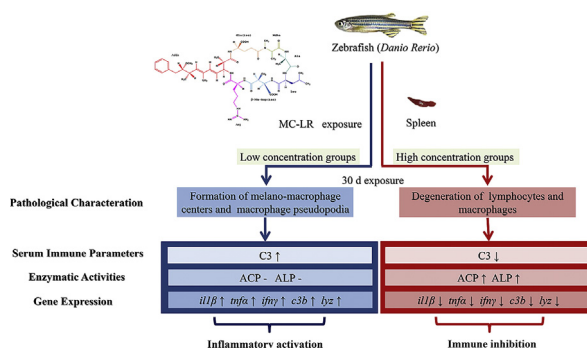 Zebrafish (Danio Rerio)
MC-LR exposure
Spleen
Low concentration groups
High concentration groups
30 d exposure
Pathological Characterization
Formation of melano-macrophage
centers and macrophage pseudopodia
Degeneration of lymphocytes and
macrophages
Serum Immune Parameters
C3 ↑
C3 ↓
Enzymatic Activities
ACP - ALP -
ACP ↑ ALP ↑
Gene Expression
il1β ↑ tnfα ↑ ifnγ ↑ c3b ↑ lyz ↑
il1β ↓ tnfα ↓ ifnγ ↓ c3b ↓ lyz ↓
Inflammatory activation
Immune inhibition